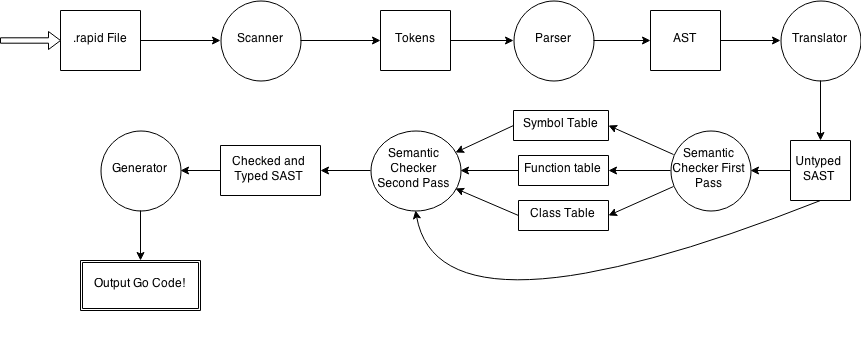 .rapid File
Scanner
Tokens
Parser
AST
Translator
Symbol Table
Generator
Checked and
Typed SAST
Semantic
Checker
Second Pass
Function table
Semantic
Checker First
Pass
Untyped
SAST
Class Table
Output Go Code!